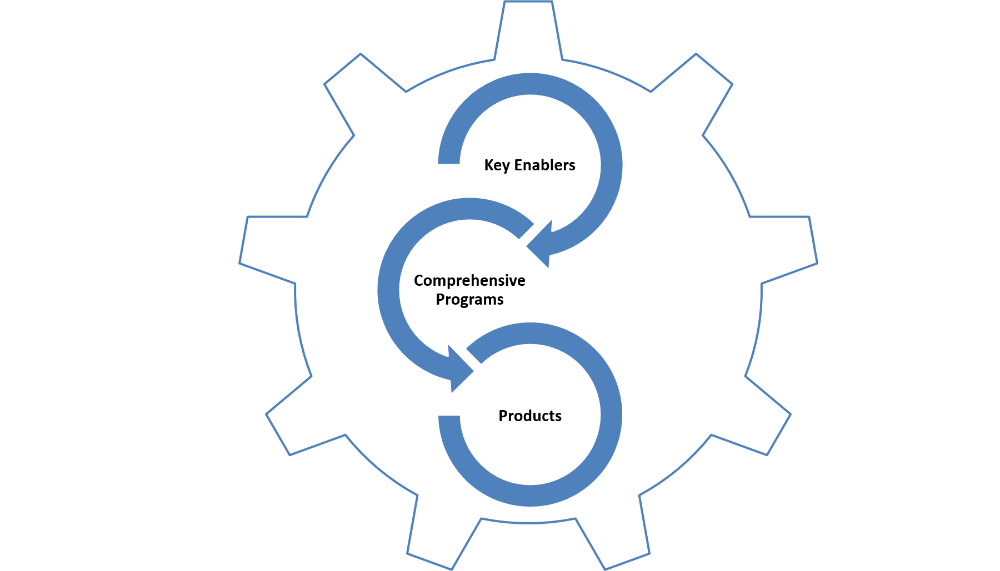 Key Enablers
Comprehensive
Programs
Products